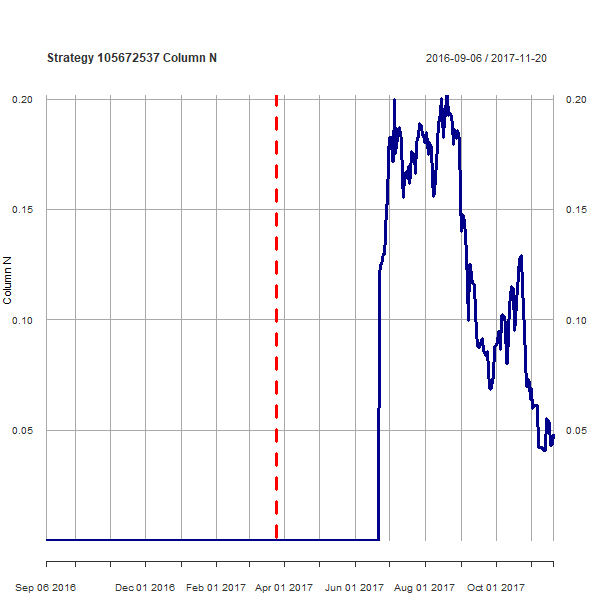 Strategy 105672537 Column N 2016-09-06 / 2017-11-20
0.20 0.20
0.15 0.15
Column N
0.10 0.10
0.05 0.05
Sep 06 2016 Dec 01 2016 Feb 01 2017 Apr 01 2017 Jun 01 2017 Aug 01 2017 Oct 01 2017